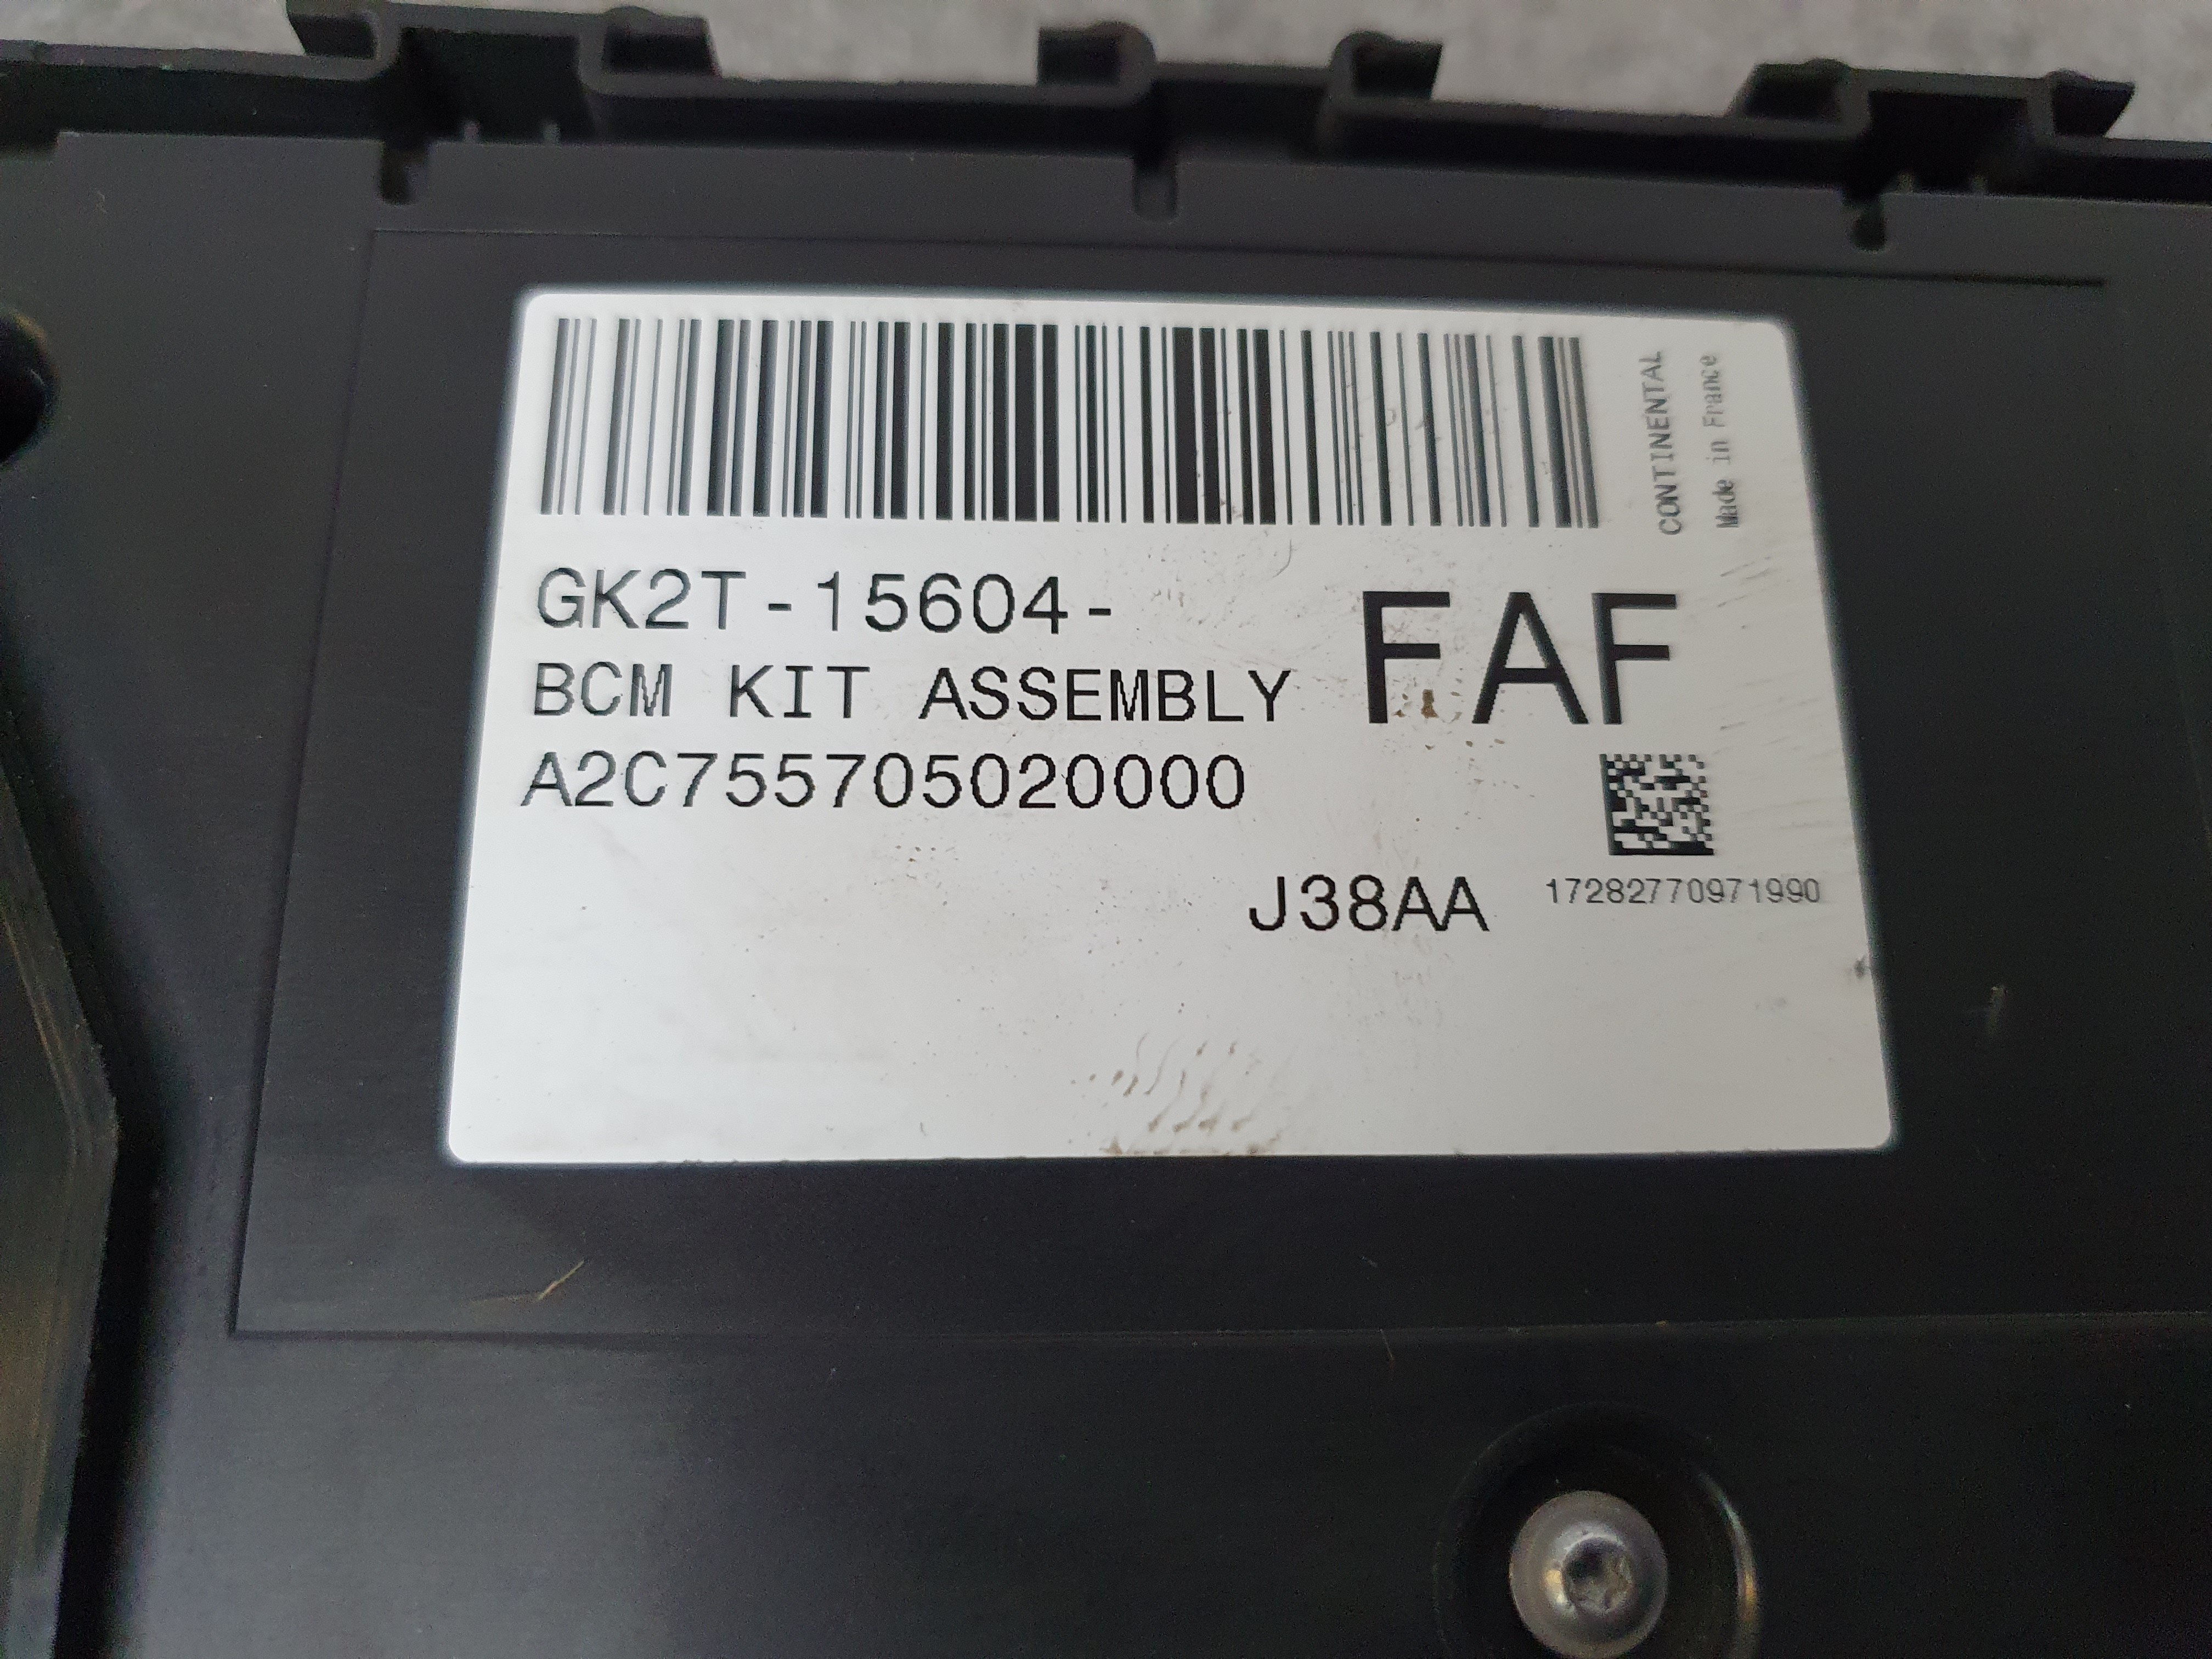 CONTINENTAL
Made in France
GK2T-15604-
FAF
BCM KIT ASSEMBLY
A2C755705020000
J38AA
17282770971990